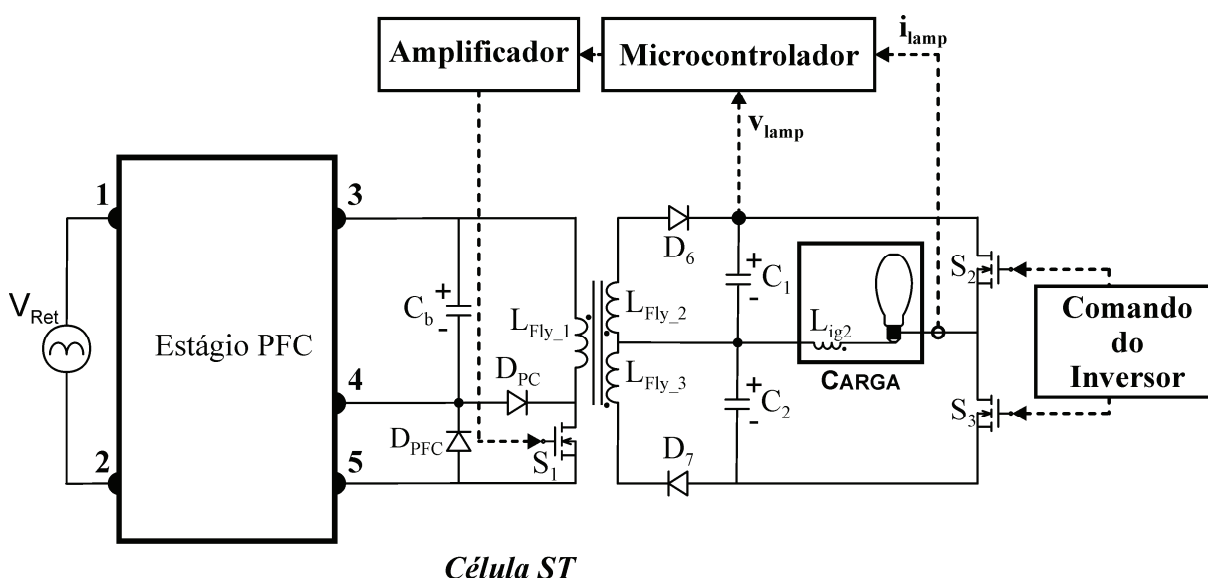 Amplificador
Microcontrolador
i_lamp
v_lamp
1
3
V_Ret
Estágio PFC
C_b
+
-
L_Fly_1
L_Fly_2
L_Fly_3
D_6
+
C_1
-
L_ig2
CARGA
S_2
Comando
do
Inversor
4
D_PC
D_PFC
S_1
+
C_2
-
S_3
2
5
D_7
Célula ST